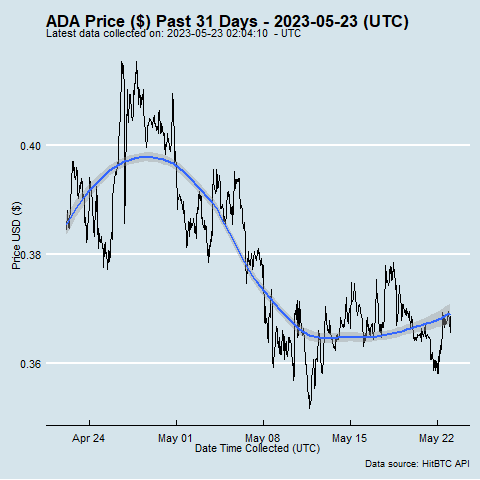 ADA Price ($) Past 31 Days - 2023-05-23 (UTC)
Latest data collected on: 2023-05-23 02:04:10 - UTC
0.40
0.38
0.36
Price USD ($)
Apr 24
May 01
May 08
May 15
May 22
Date Time Collected (UTC)
Data source: HitBTC API